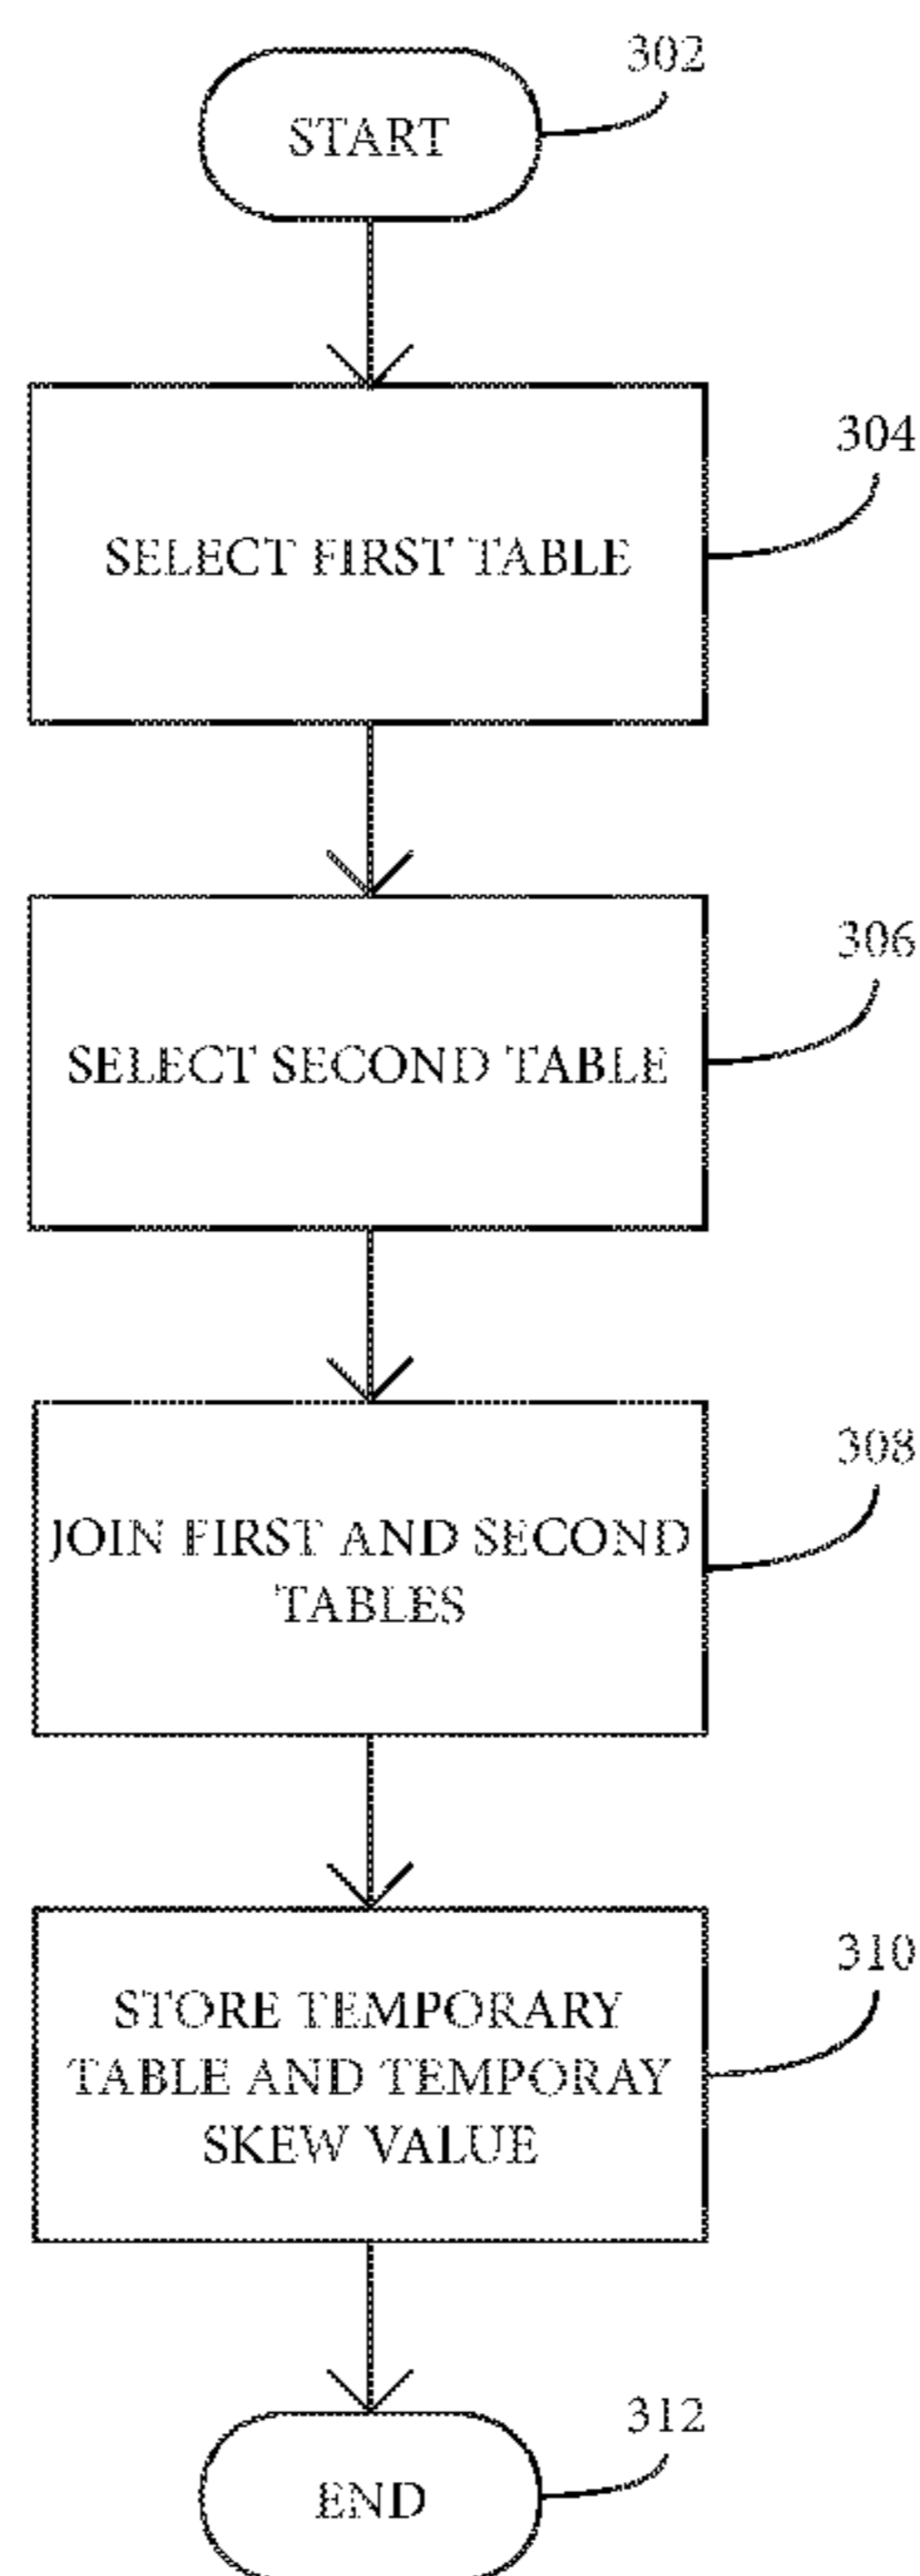 302
START
304
SELECT FIRST TABLE
306
SELECT SECOND TABLE
308
JOIN FIRST AND SECOND
TABLES
310
STORE TEMPORARY
TABLE AND TEMPORAY
SKEW VALUE
312
END